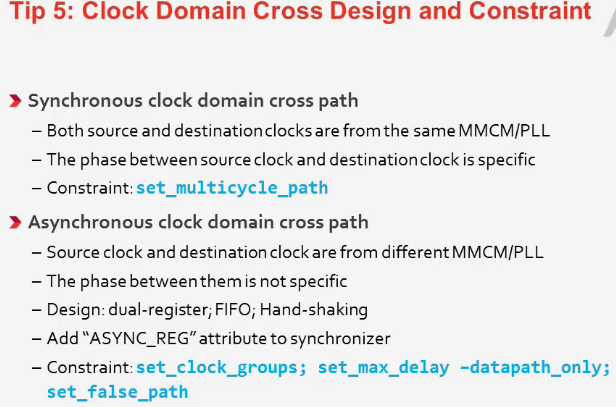 Tip 5: Clock Domain Cross Design and Constraint
Synchronous clock domain cross path
– Both source and destination clocks are from the same MMCM/PLL
– The phase between source clock and destination clock is specific
– Constraint: set_multicycle_path
Asynchronous clock domain cross path
– Source clock and destination clock are from different MMCM/PLL
– The phase between them is not specific
– Design: dual-register; FIFO; Hand-shaking
– Add “ASYNC_REG” attribute to synchronizer
– Constraint: set_clock_groups; set_max_delay –datapath_only;
set_false_path